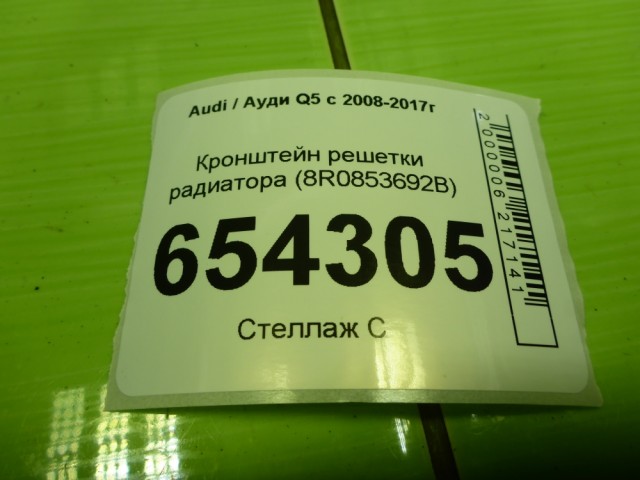 Audi / Ауди Q5 с 2008-2017г
Кронштейн решетки
радиатора (8R0853692B)
654305
Стеллаж С
2000006217141